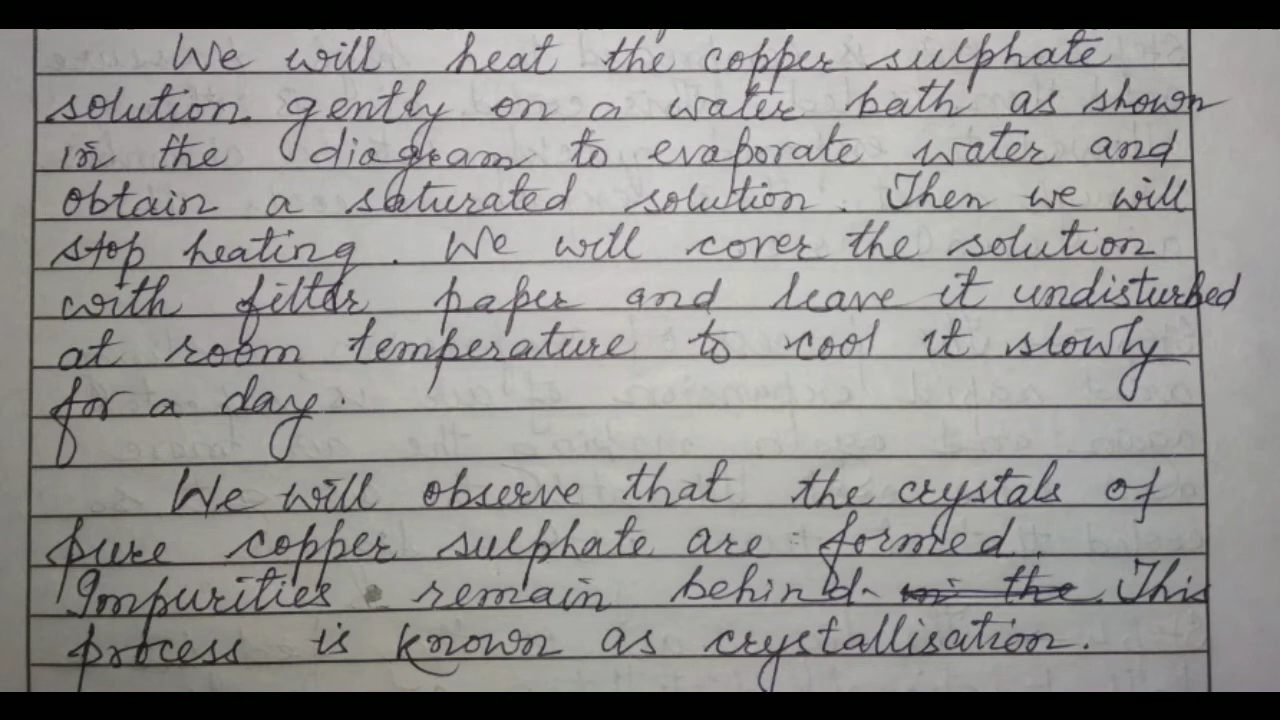 We will heat the copper sulphate
solution gently on a water bath as shown
in the diagram to evaporate water and
obtain a saturated solution. Then we will
stop heating. We will cover the solution
with filter paper and leave it undisturbed
at room temperature to cool it slowly
for a day.
We will observe that the crystals of
pure copper sulphate are formed.
Impurities remain behind. in the. This
process is known as crystallisation.